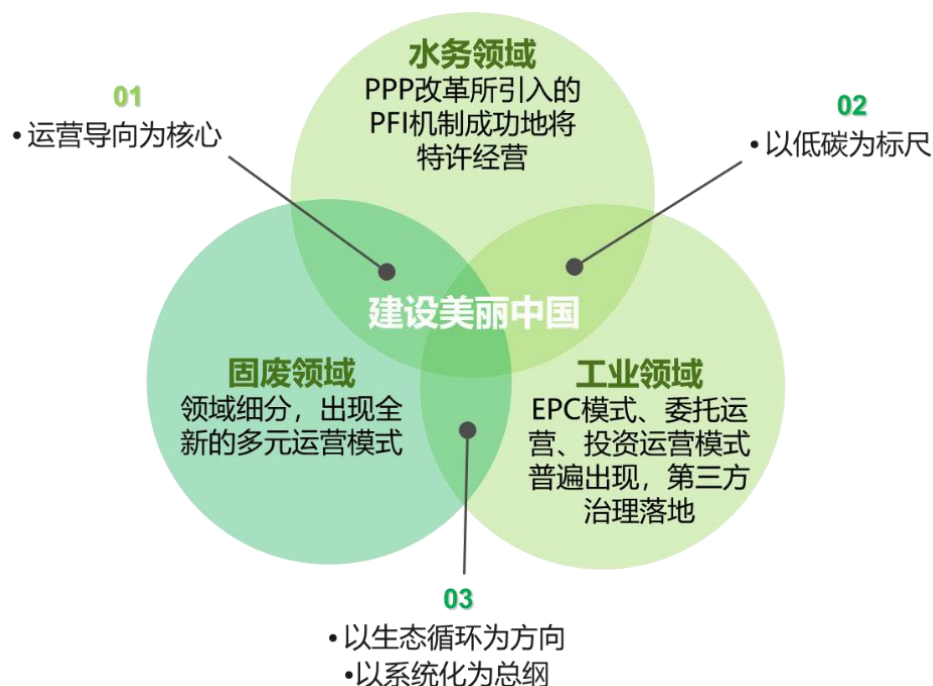 水务领域
PPP改革所引入的
PFI机制成功地将
特许经营
01
•运营导向为核心
02
•以低碳为标尺
建设美丽中国
固废领域
领域细分，出现全
新的多元运营模式
工业领域
EPC模式、委托运
营、投资运营模式
普遍出现，第三方
治理落地
03
•以生态循环为方向
•以系统化为总纲